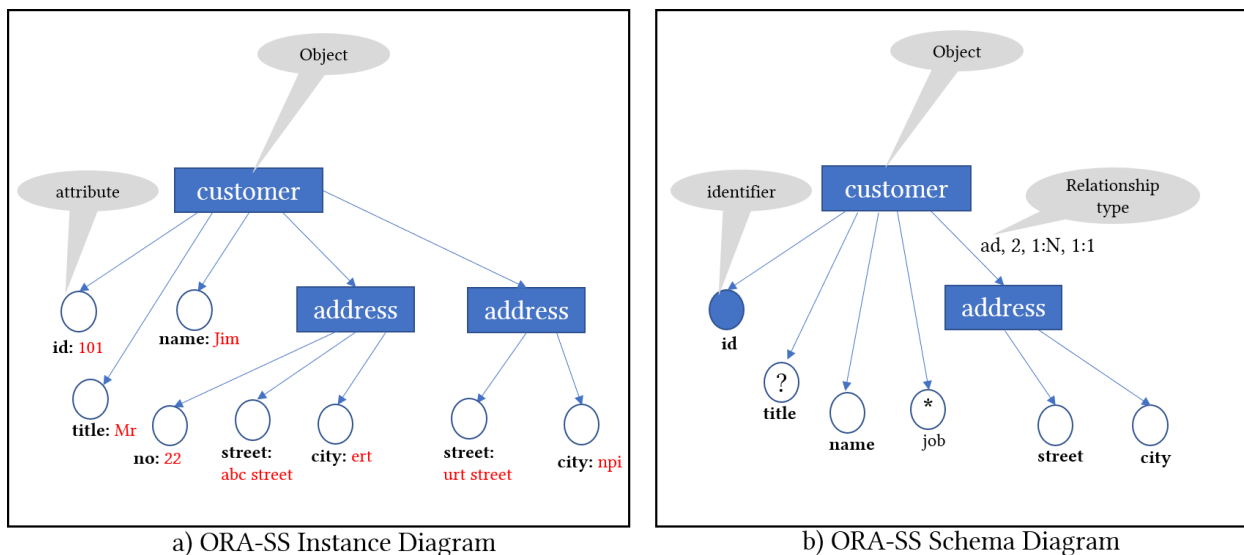 Object
customer
attribute
id: 101
name: Jim
address
address
title: Mr
no: 22
street:
abc street
city: ert
street:
urt street
city: npi
a) ORA-SS Instance Diagram
Object
customer
identifier
Relationship
type
ad, 2, 1:N, 1:1
address
id
?
title
name
*
job
street
city
b) ORA-SS Schema Diagram